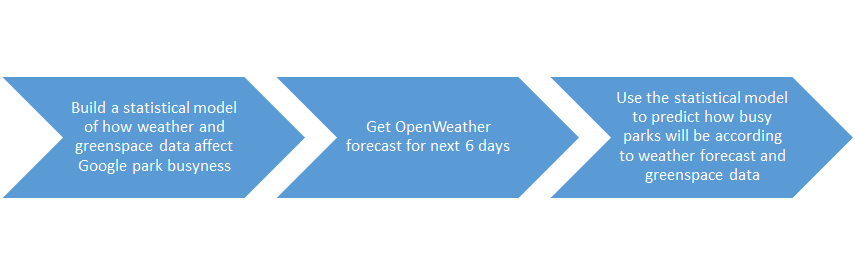 Build a statistical model
of how weather and
greenspace data affect
Google park busyness
Get OpenWeather
forecast for next 6 days
Use the statistical model
to predict how busy
parks will be according
to weather forecast and
greenspace data